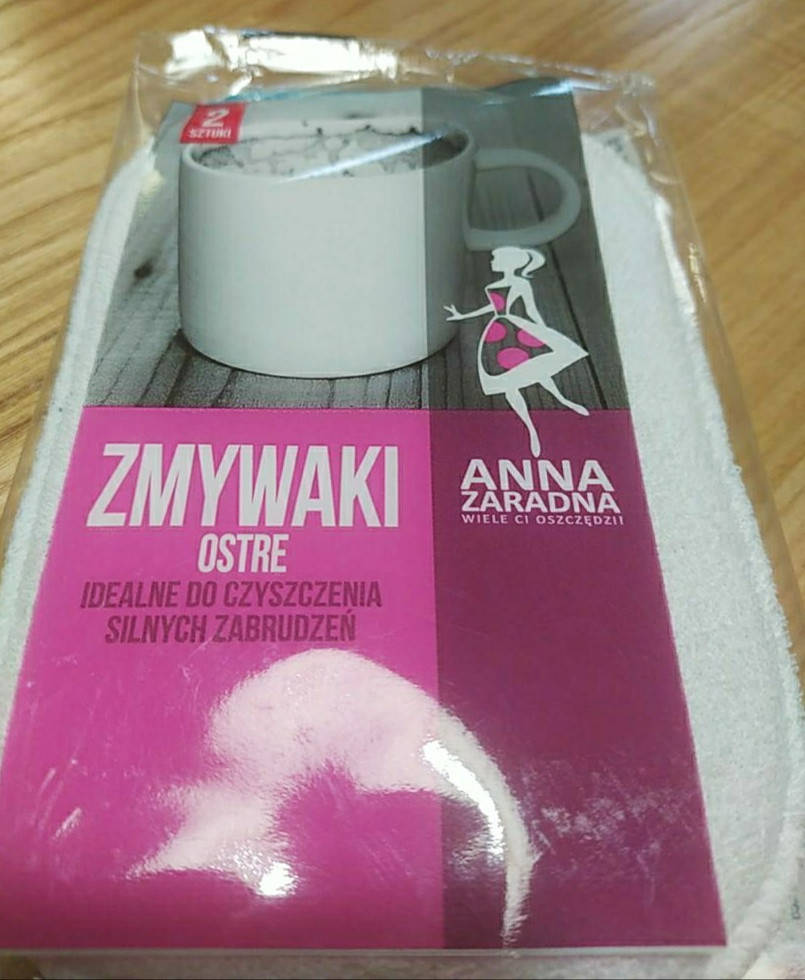 2
SZTUKI
ZMYWAKI
OSTRE
IDEALNE DO CZYSZCZENIA
SILNYCH ZABRUDZEŃ
ANNA
ZARADNA
WIELE CI OSZCZĘDZI!